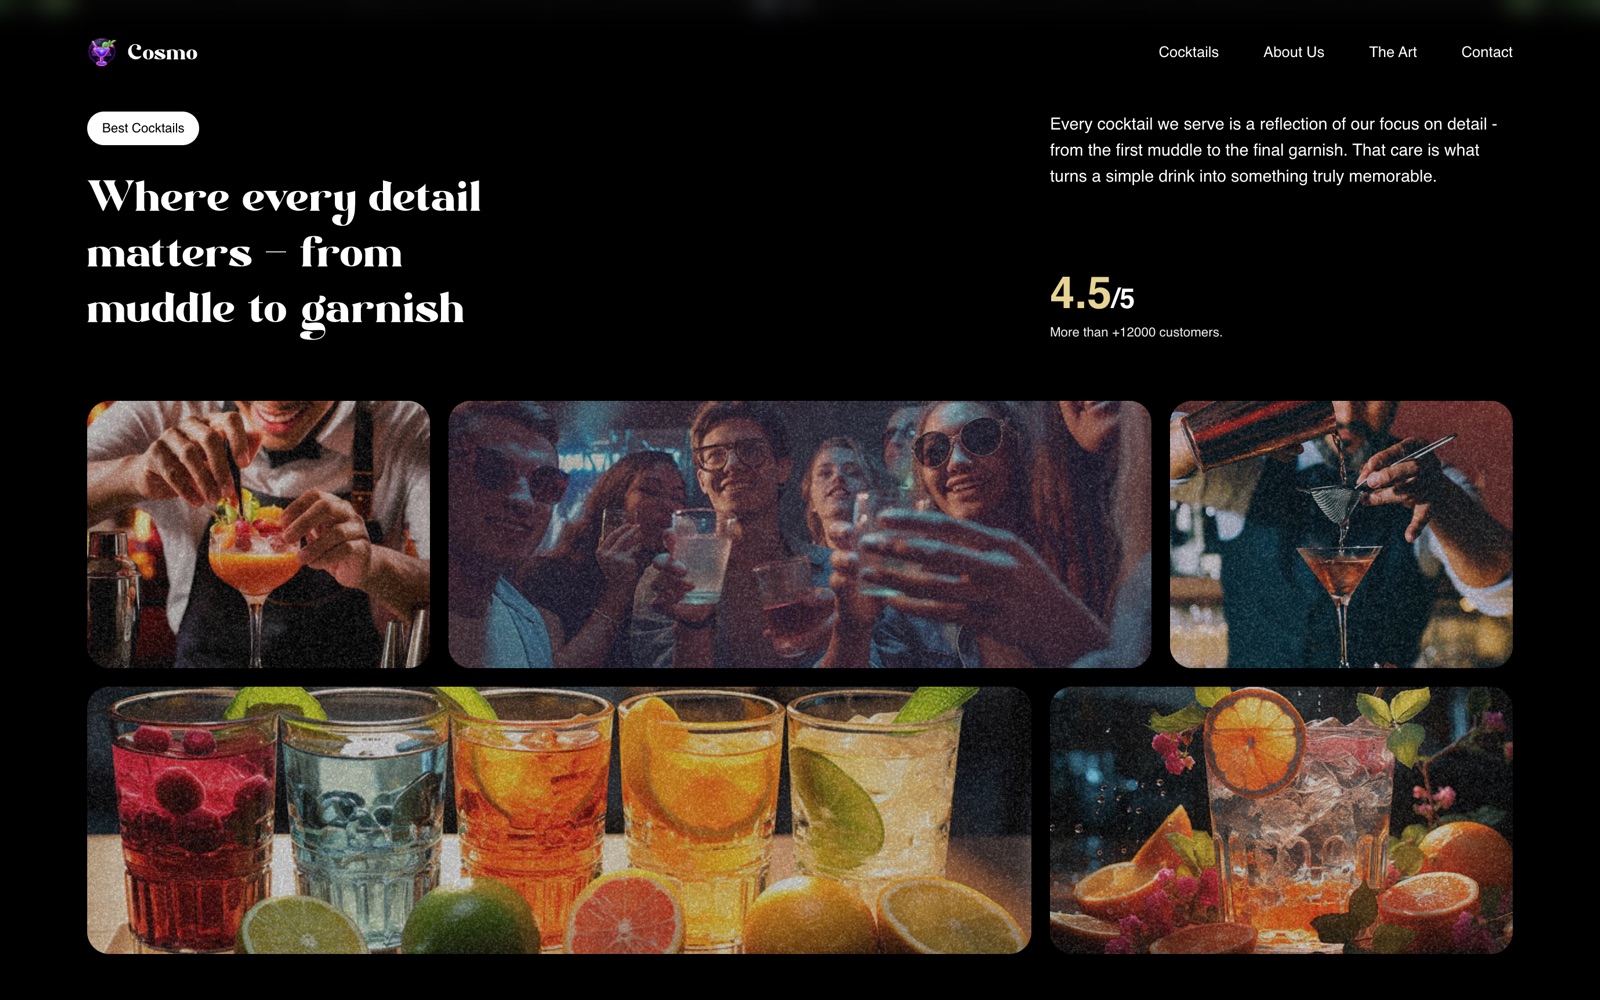 Cosmo
Cocktails
About Us
The Art
Contact
Best Cocktails
Where every detail
matters – from
muddle to garnish
Every cocktail we serve is a reflection of our focus on detail -
from the first muddle to the final garnish. That care is what
turns a simple drink into something truly memorable.
4.5/5
More than +12000 customers.